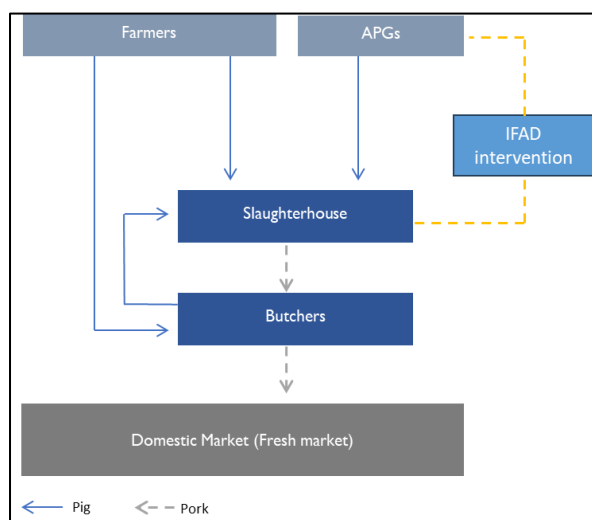 Farmers
APGs
IFAD
intervention
Slaughterhouse
Butchers
Domestic Market (Fresh market)
Pig
Pork